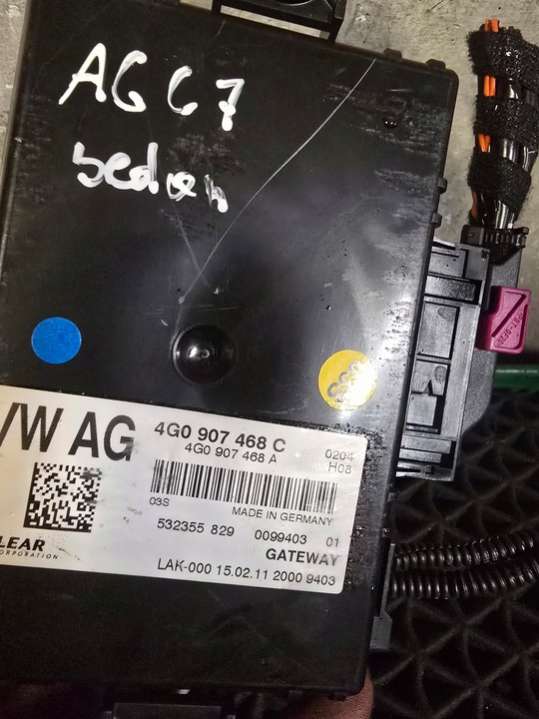 A6 C7
sedan
VW AG
4G0 907 468 C
4G0 907 468 A
0204
H08
03S
MADE IN GERMANY
532355 829
0099403 01
GATEWAY
LEAR
CORPORATION
LAK-000 15.02.11 2000 9403